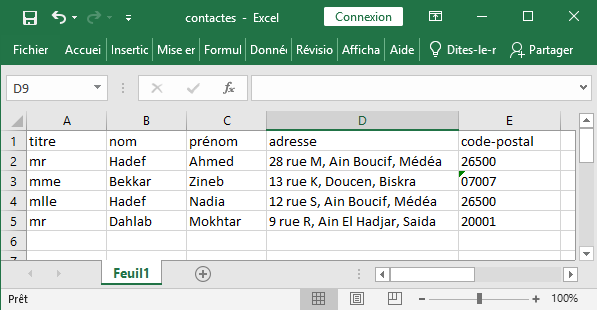 contactes - Excel Connexion
Fichier Accuei Insertic Mise er Formul Donné Révisio Afficha Aide Dites-le-r Partager
D9 fx
A B C D E
1 titre nom prénom adresse code-postal
2 mr Hadef Ahmed 28 rue M, Ain Boucif, Médéa 26500
3 mme Bekkar Zineb 13 rue K, Doucen, Biskra 07007
4 mlle Hadef Nadia 12 rue S, Ain Boucif, Médéa 26500
5 mr Dahlab Mokhtar 9 rue R, Ain El Hadjar, Saida 20001
6
Feuil1
Prêt 100%